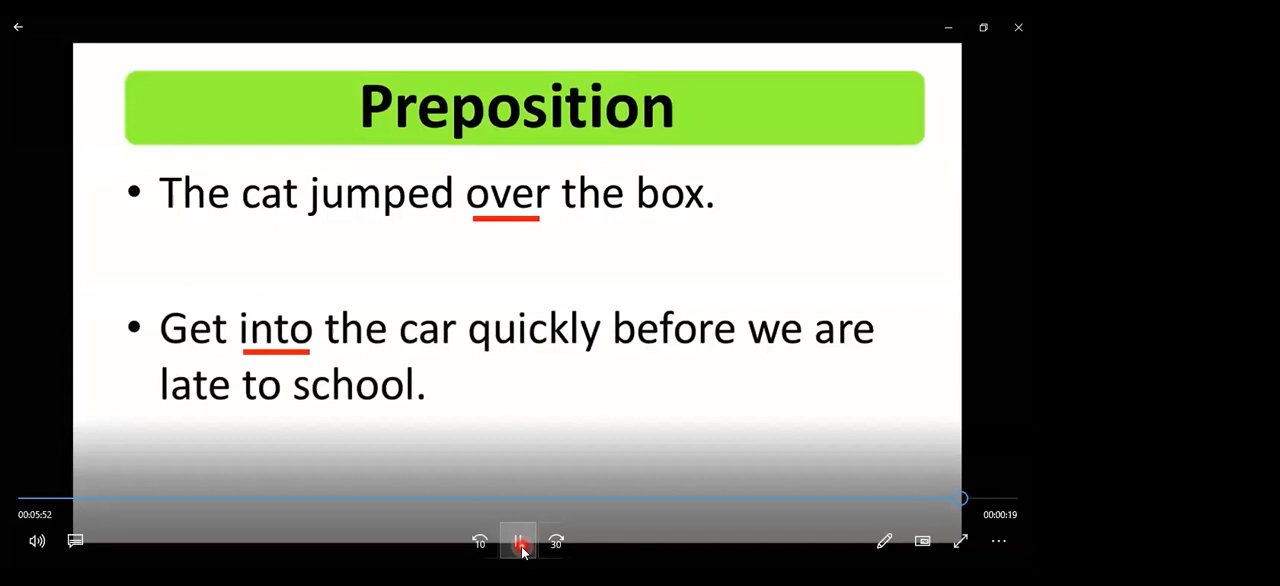 Preposition
• The cat jumped over the box.
• Get into the car quickly before we are
late to school.
00:05:52
00:00:19
10
30